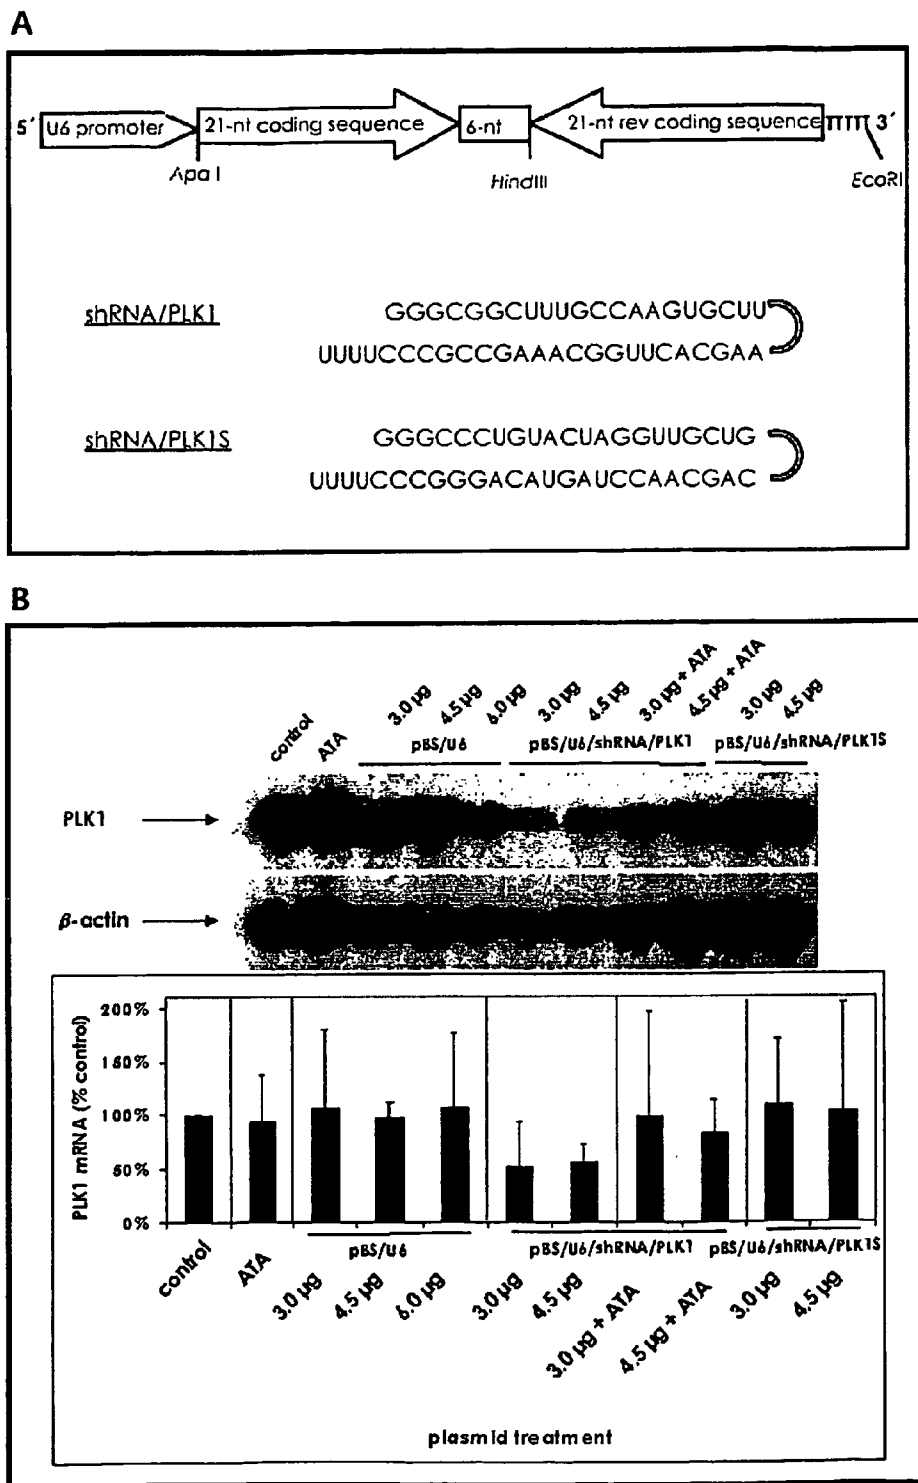 A
5′ U6 promoter 21-nt coding sequence 6-nt 21-nt rev coding sequence TTTTT 3′
Apa I HindIII EcoRI
shRNA/PLK1 GGGCGGCUUUGCCAAGUGCUU
UUUUCCCGCCGAAACGGUUCACGAA
shRNA/PLK1S GGGCCCUGUACUAGGUUGCUG
UUUUCCCGGGACAUGAUCCAACGAC
B
control ATA 3.0 µg 4.5 µg 6.0 µg 3.0 µg 4.5 µg 3.0 µg + ATA 4.5 µg + ATA 3.0 µg 4.5 µg
pBS/U6 pBS/U6/shRNA/PLK1 pBS/U6/shRNA/PLK1S
PLK1
β-actin
PLK1 mRNA (% control)
200%
150%
100%
50%
0%
control ATA pBS/U6 pBS/U6/shRNA/PLK1 pBS/U6/shRNA/PLK1S
3.0 µg 4.5 µg 6.0 µg 3.0 µg 4.5 µg 3.0 µg + ATA 4.5 µg + ATA 3.0 µg 4.5 µg
plasmid treatment